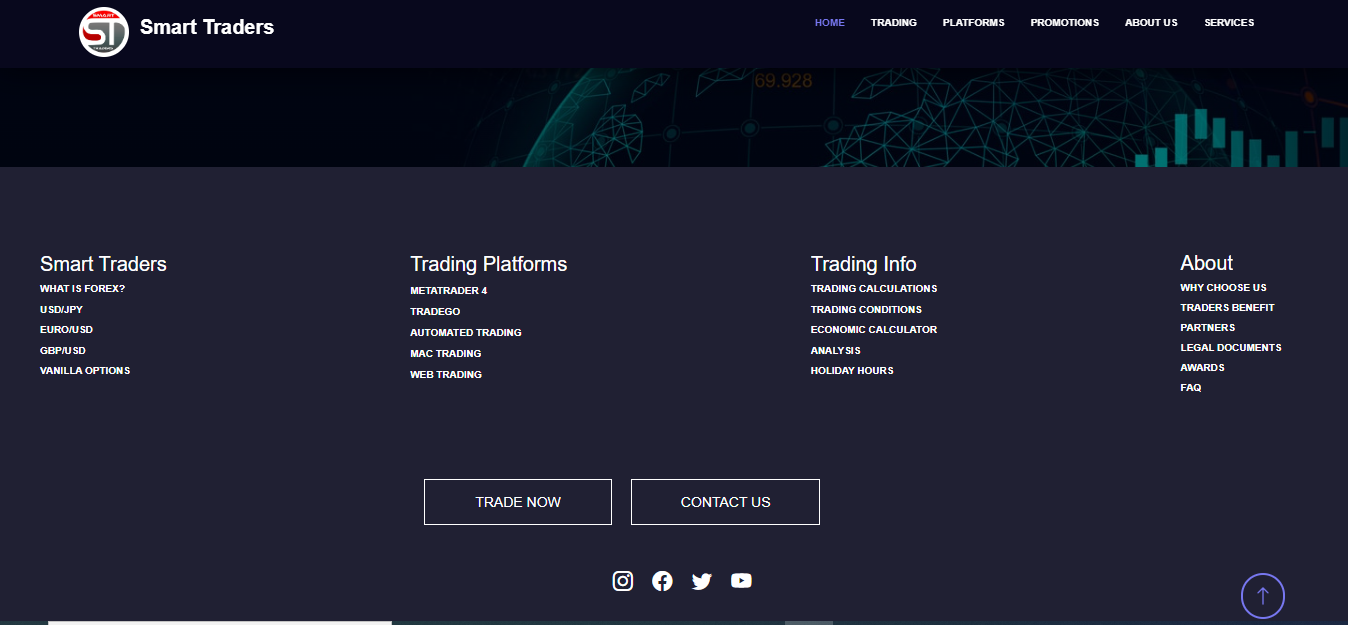 SMART
ST
TRADERS
Smart Traders
HOME
TRADING
PLATFORMS
PROMOTIONS
ABOUT US
SERVICES
69.928
Smart Traders
WHAT IS FOREX?
USD/JPY
EURO/USD
GBP/USD
VANILLA OPTIONS
Trading Platforms
METATRADER 4
TRADEGO
AUTOMATED TRADING
MAC TRADING
WEB TRADING
Trading Info
TRADING CALCULATIONS
TRADING CONDITIONS
ECONOMIC CALCULATOR
ANALYSIS
HOLIDAY HOURS
About
WHY CHOOSE US
TRADERS BENEFIT
PARTNERS
LEGAL DOCUMENTS
AWARDS
FAQ
TRADE NOW
CONTACT US